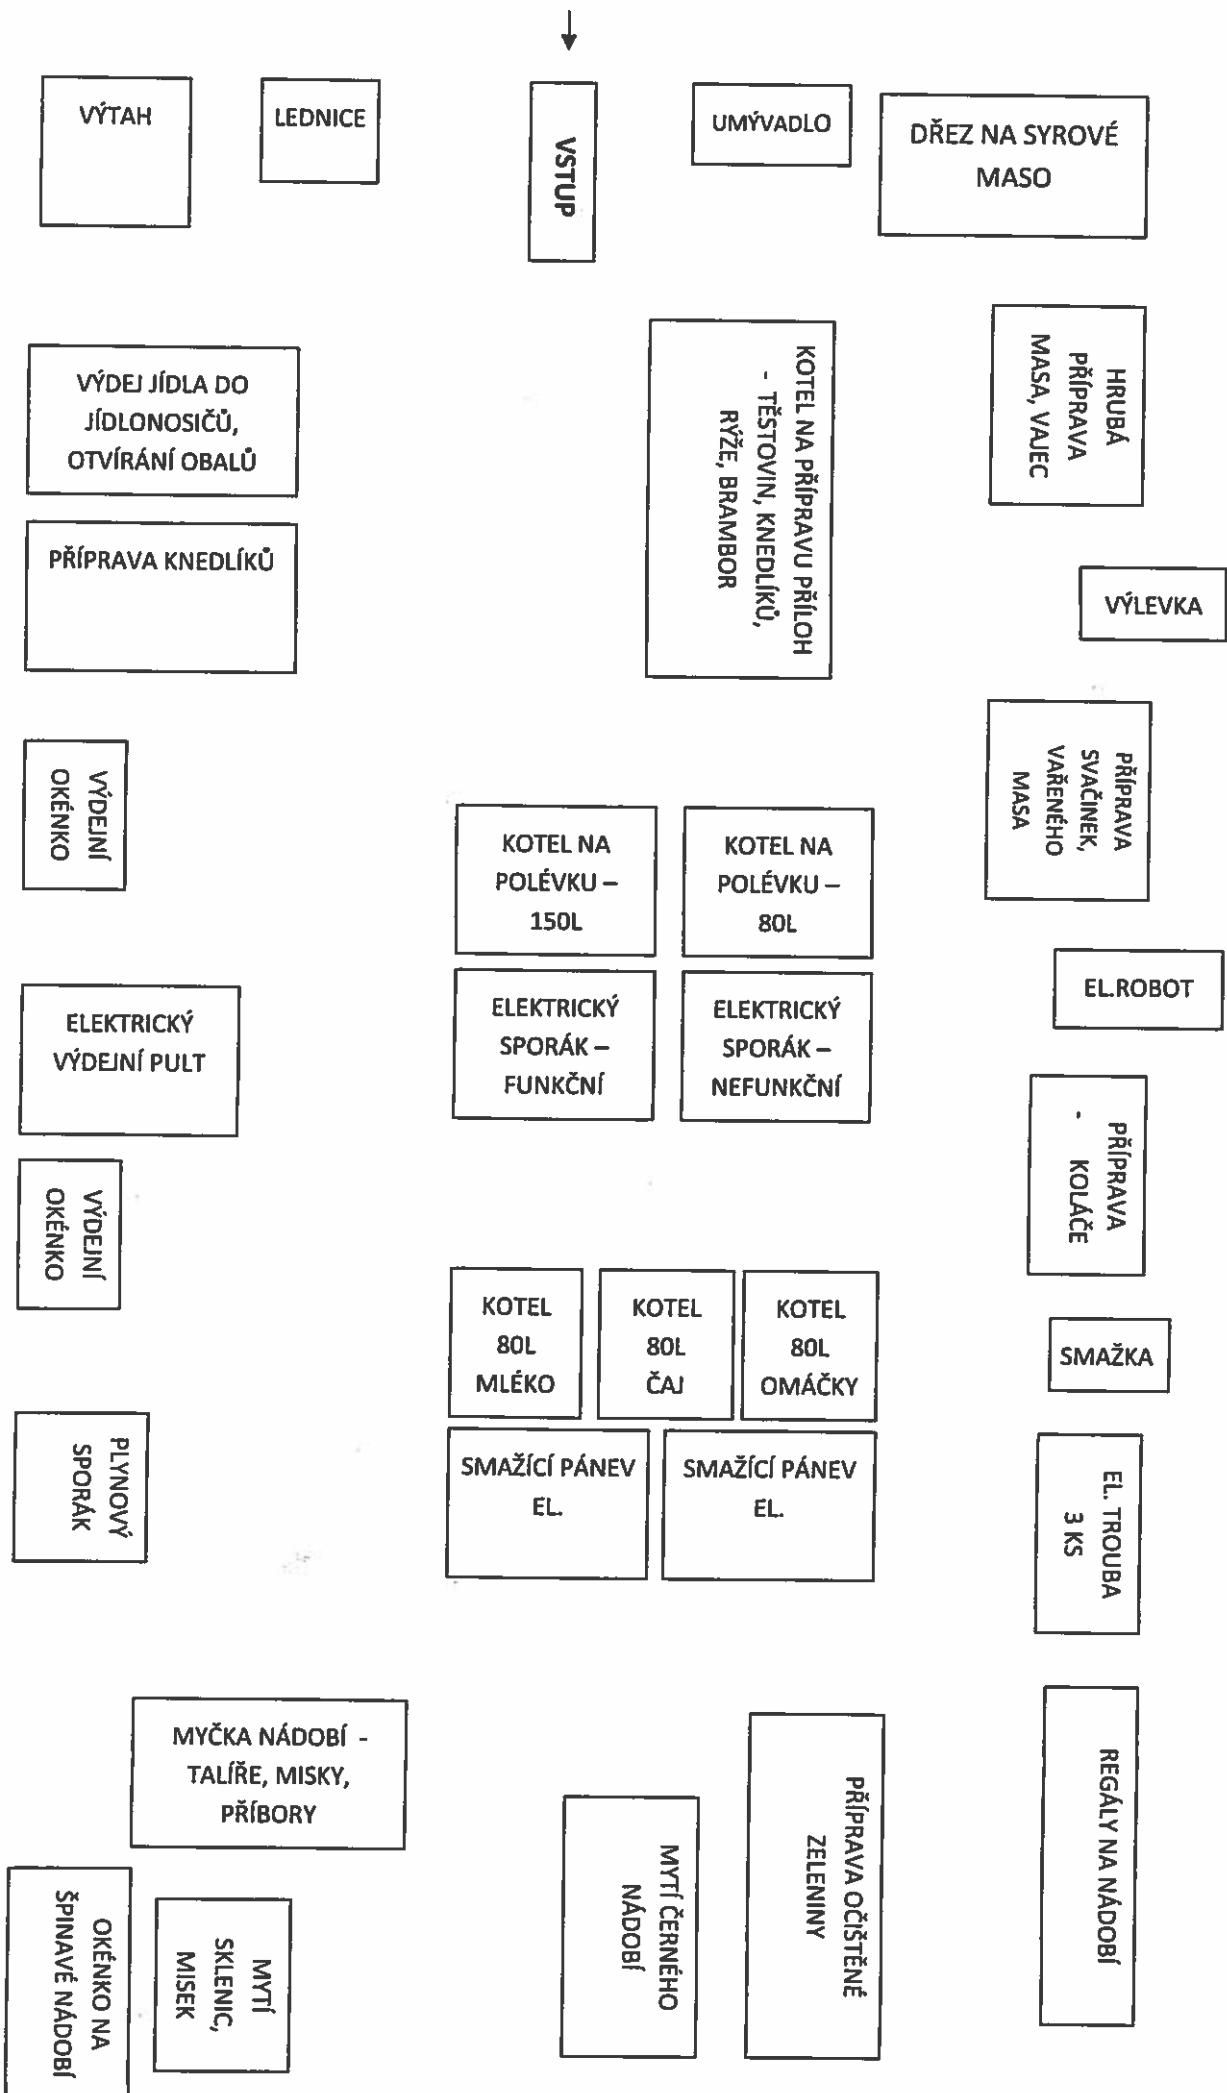 VÝTAH
LEDNICE
VSTUP
UMÝVADLO
DŘEZ NA SYROVÉ
MASO
VÝDEJ JÍDLA DO
JÍDLONOSIČŮ,
OTVÍRÁNÍ OBALŮ
KOTEL NA PŘÍPRAVU PŘÍLOH
- TĚSTOVIN, KNEDLÍKŮ,
RÝŽE, BRAMBOR
HRUBÁ
PŘÍPRAVA
MASA, VAJEC
PŘÍPRAVA KNEDLÍKŮ
VÝLEVKA
VÝDEJNÍ
OKÉNKO
KOTEL NA
POLÉVKU –
150L
KOTEL NA
POLÉVKU –
80L
PŘÍPRAVA
SVAČINEK,
VAŘENÉHO
MASA
ELEKTRICKÝ
VÝDEJNÍ PULT
ELEKTRICKÝ
SPORÁK –
FUNKČNÍ
ELEKTRICKÝ
SPORÁK –
NEFUNKČNÍ
EL.ROBOT
VÝDEJNÍ
OKÉNKO
PŘÍPRAVA
- KOLÁČE
KOTEL
80L
MLÉKO
KOTEL
80L
ČAJ
KOTEL
80L
OMÁČKY
SMAŽKA
PLYNOVÝ
SPORÁK
SMAŽÍCÍ PÁNEV
EL.
SMAŽÍCÍ PÁNEV
EL.
EL. TROUBA
3 KS
MYČKA NÁDOBÍ -
TALÍŘE, MISKY,
PŘÍBORY
MYTÍ ČERNÉHO
NÁDOBÍ
PŘÍPRAVA OČIŠTĚNÉ
ZELENINY
REGÁLY NA NÁDOBÍ
OKÉNKO NA
ŠPINAVÉ NÁDOBÍ
MYTÍ
SKLENIC,
MISEK